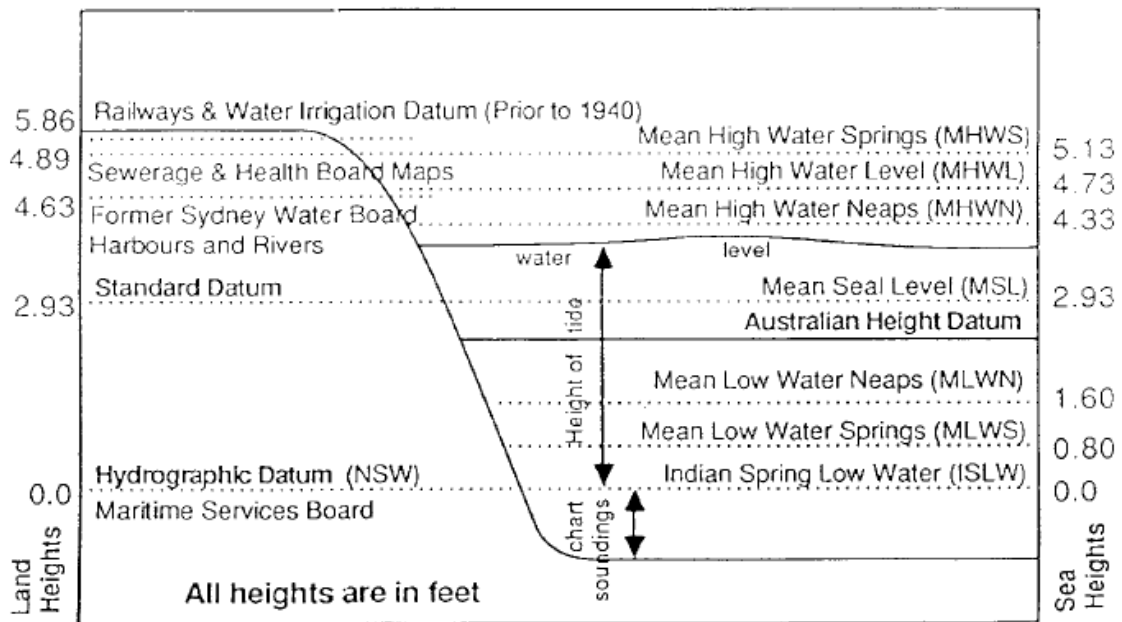 Railways & Water Irrigation Datum (Prior to 1940)
5.86
Mean High Water Springs (MHWS)
4.89
5.13
Sewerage & Health Board Maps
Mean High Water Level (MHWL)
4.73
4.63
Former Sydney Water Board
Mean High Water Neaps (MHWN)
4.33
Harbours and Rivers
water
level
Standard Datum
Mean Seal Level (MSL)
2.93
2.93
Australian Height Datum
Height of tide
Mean Low Water Neaps (MLWN)
1.60
Mean Low Water Springs (MLWS)
0.80
Hydrographic Datum (NSW)
Indian Spring Low Water (ISLW)
0.0
0.0
Maritime Services Board
chart
soundings
Land
Heights
All heights are in feet
Sea
Heights